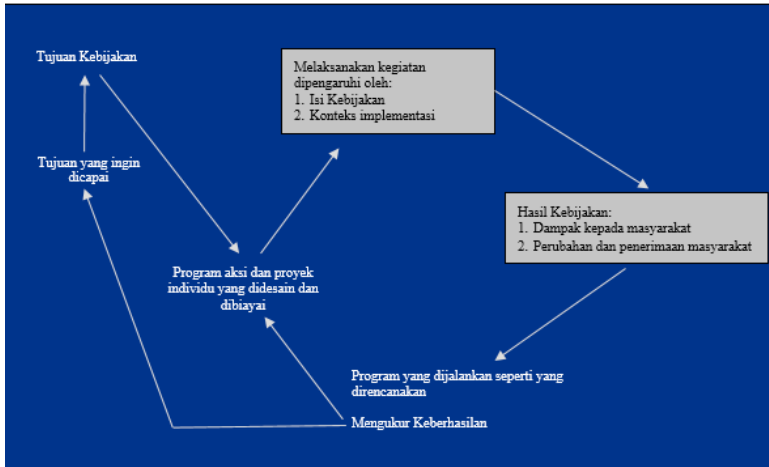 Tujuan Kebijakan
Melaksanakan kegiatan
dipengaruhi oleh:
1. Isi Kebijakan
2. Konteks implementasi
Tujuan yang ingin
dicapai
Hasil Kebijakan:
1. Dampak kepada masyarakat
2. Perubahan dan penerimaan masyarakat
Program aksi dan proyek
individu yang didesain dan
dibiayai
Program yang dijalankan seperti yang
direncanakan
Mengukur Keberhasilan